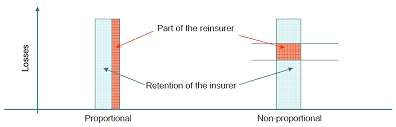 Part of the reinsurer
Losses
Retention of the insurer
Proportional
Non-proportional